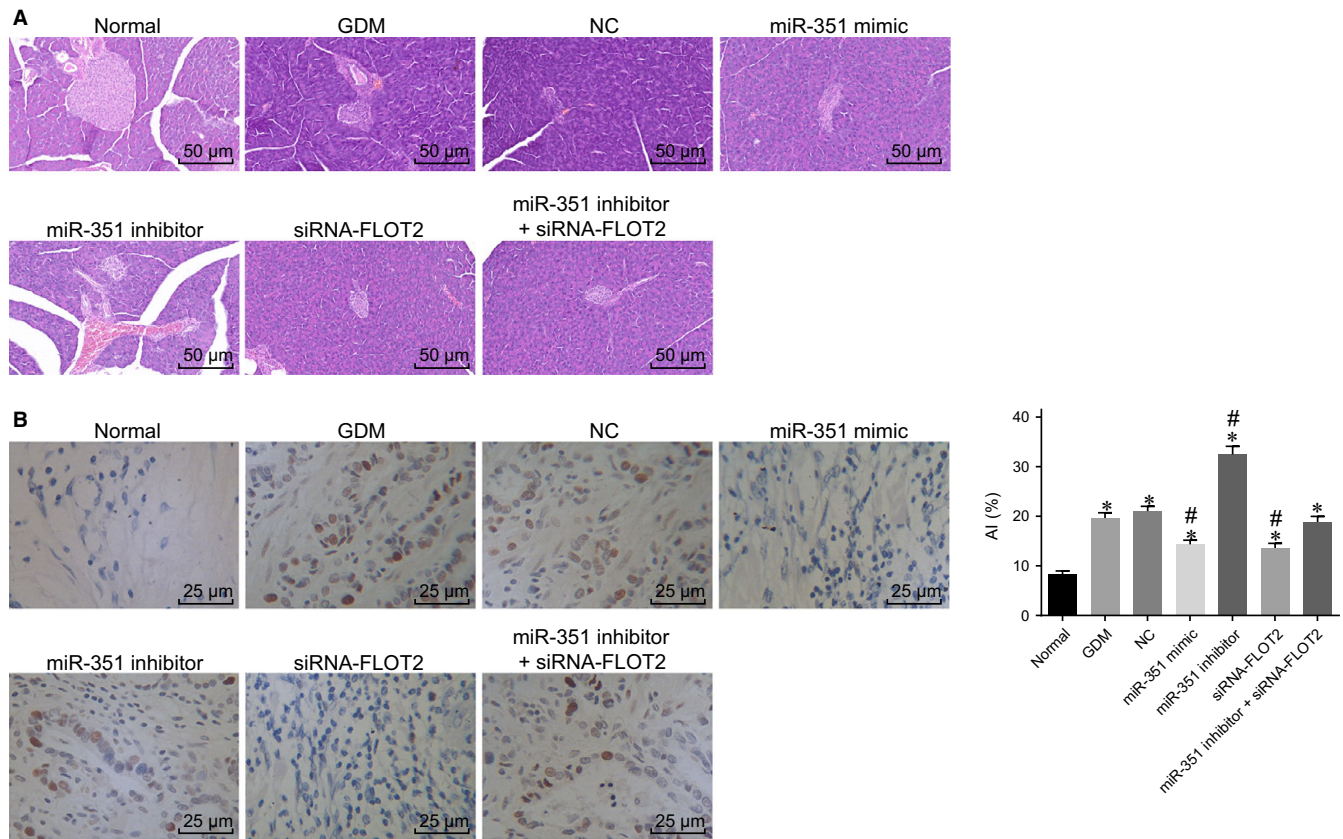 A
Normal
GDM
NC
miR-351 mimic
50 µm
50 µm
50 µm
50 µm
miR-351 inhibitor
siRNA-FLOT2
miR-351 inhibitor
+ siRNA-FLOT2
50 µm
50 µm
50 µm
B
Normal
GDM
NC
miR-351 mimic
25 µm
25 µm
25 µm
25 µm
miR-351 inhibitor
siRNA-FLOT2
miR-351 inhibitor
+ siRNA-FLOT2
25 µm
25 µm
25 µm
AI (%)
40
30
20
10
0
*
*
#
*
#
*
#
*
*
Normal
GDM
NC
miR-351 mimic
miR-351 inhibitor
siRNA-FLOT2
miR-351 inhibitor + siRNA-FLOT2